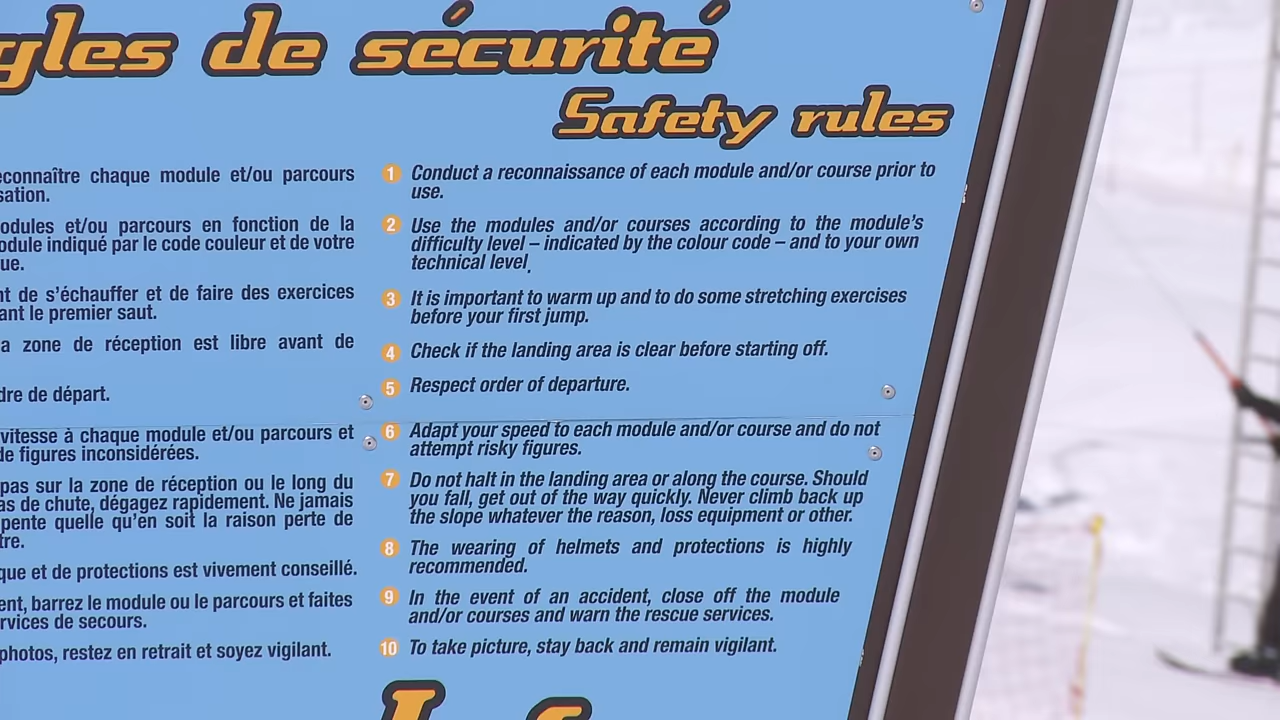 gles de sécurité
Safety rules
econnaître chaque module et/ou parcours
sation.
odules et/ou parcours en fonction de la
odule indiqué par le code couleur et de votre
ue.
nt de s'échauffer et de faire des exercices
ant le premier saut.
a zone de réception est libre avant de
dre de départ.
vitesse à chaque module et/ou parcours et
de figures inconsidérées.
pas sur la zone de réception ou le long du
as de chute, dégagez rapidement. Ne jamais
pente quelle qu'en soit la raison perte de
tre.
que et de protections est vivement conseillé.
ent, barrez le module ou le parcours et faites
rvices de secours.
photos, restez en retrait et soyez vigilant.
1 Conduct a reconnaissance of each module and/or course prior to
use.
2 Use the modules and/or courses according to the module's
difficulty level – indicated by the colour code – and to your own
technical level.
3 It is important to warm up and to do some stretching exercises
before your first jump.
4 Check if the landing area is clear before starting off.
5 Respect order of departure.
6 Adapt your speed to each module and/or course and do not
attempt risky figures.
7 Do not halt in the landing area or along the course. Should
you fall, get out of the way quickly. Never climb back up
the slope whatever the reason, loss equipment or other.
8 The wearing of helmets and protections is highly
recommended.
9 In the event of an accident, close off the module
and/or courses and warn the rescue services.
10 To take picture, stay back and remain vigilant.